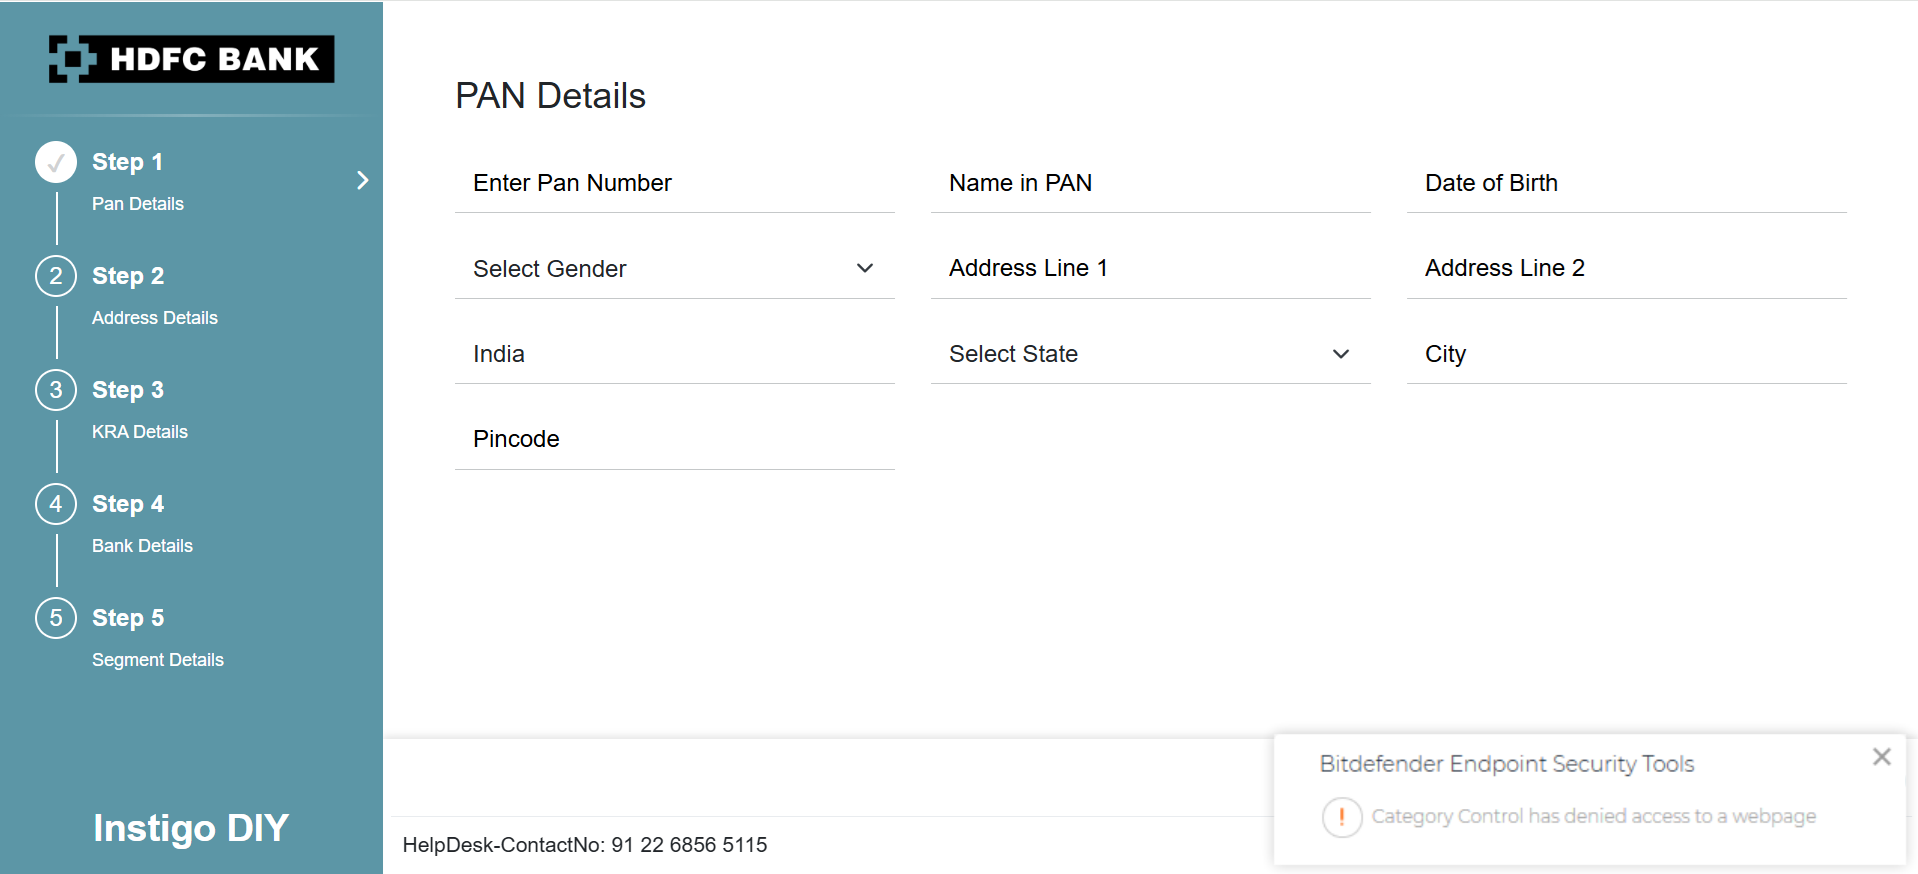 HDFC BANK
Step 1
Pan Details
2 Step 2
Address Details
3 Step 3
KRA Details
4 Step 4
Bank Details
5 Step 5
Segment Details
Instigo DIY
PAN Details
Enter Pan Number Name in PAN Date of Birth
Select Gender Address Line 1 Address Line 2
India Select State City
Pincode
HelpDesk-ContactNo: 91 22 6856 5115
Bitdefender Endpoint Security Tools
Category Control has denied access to a webpage